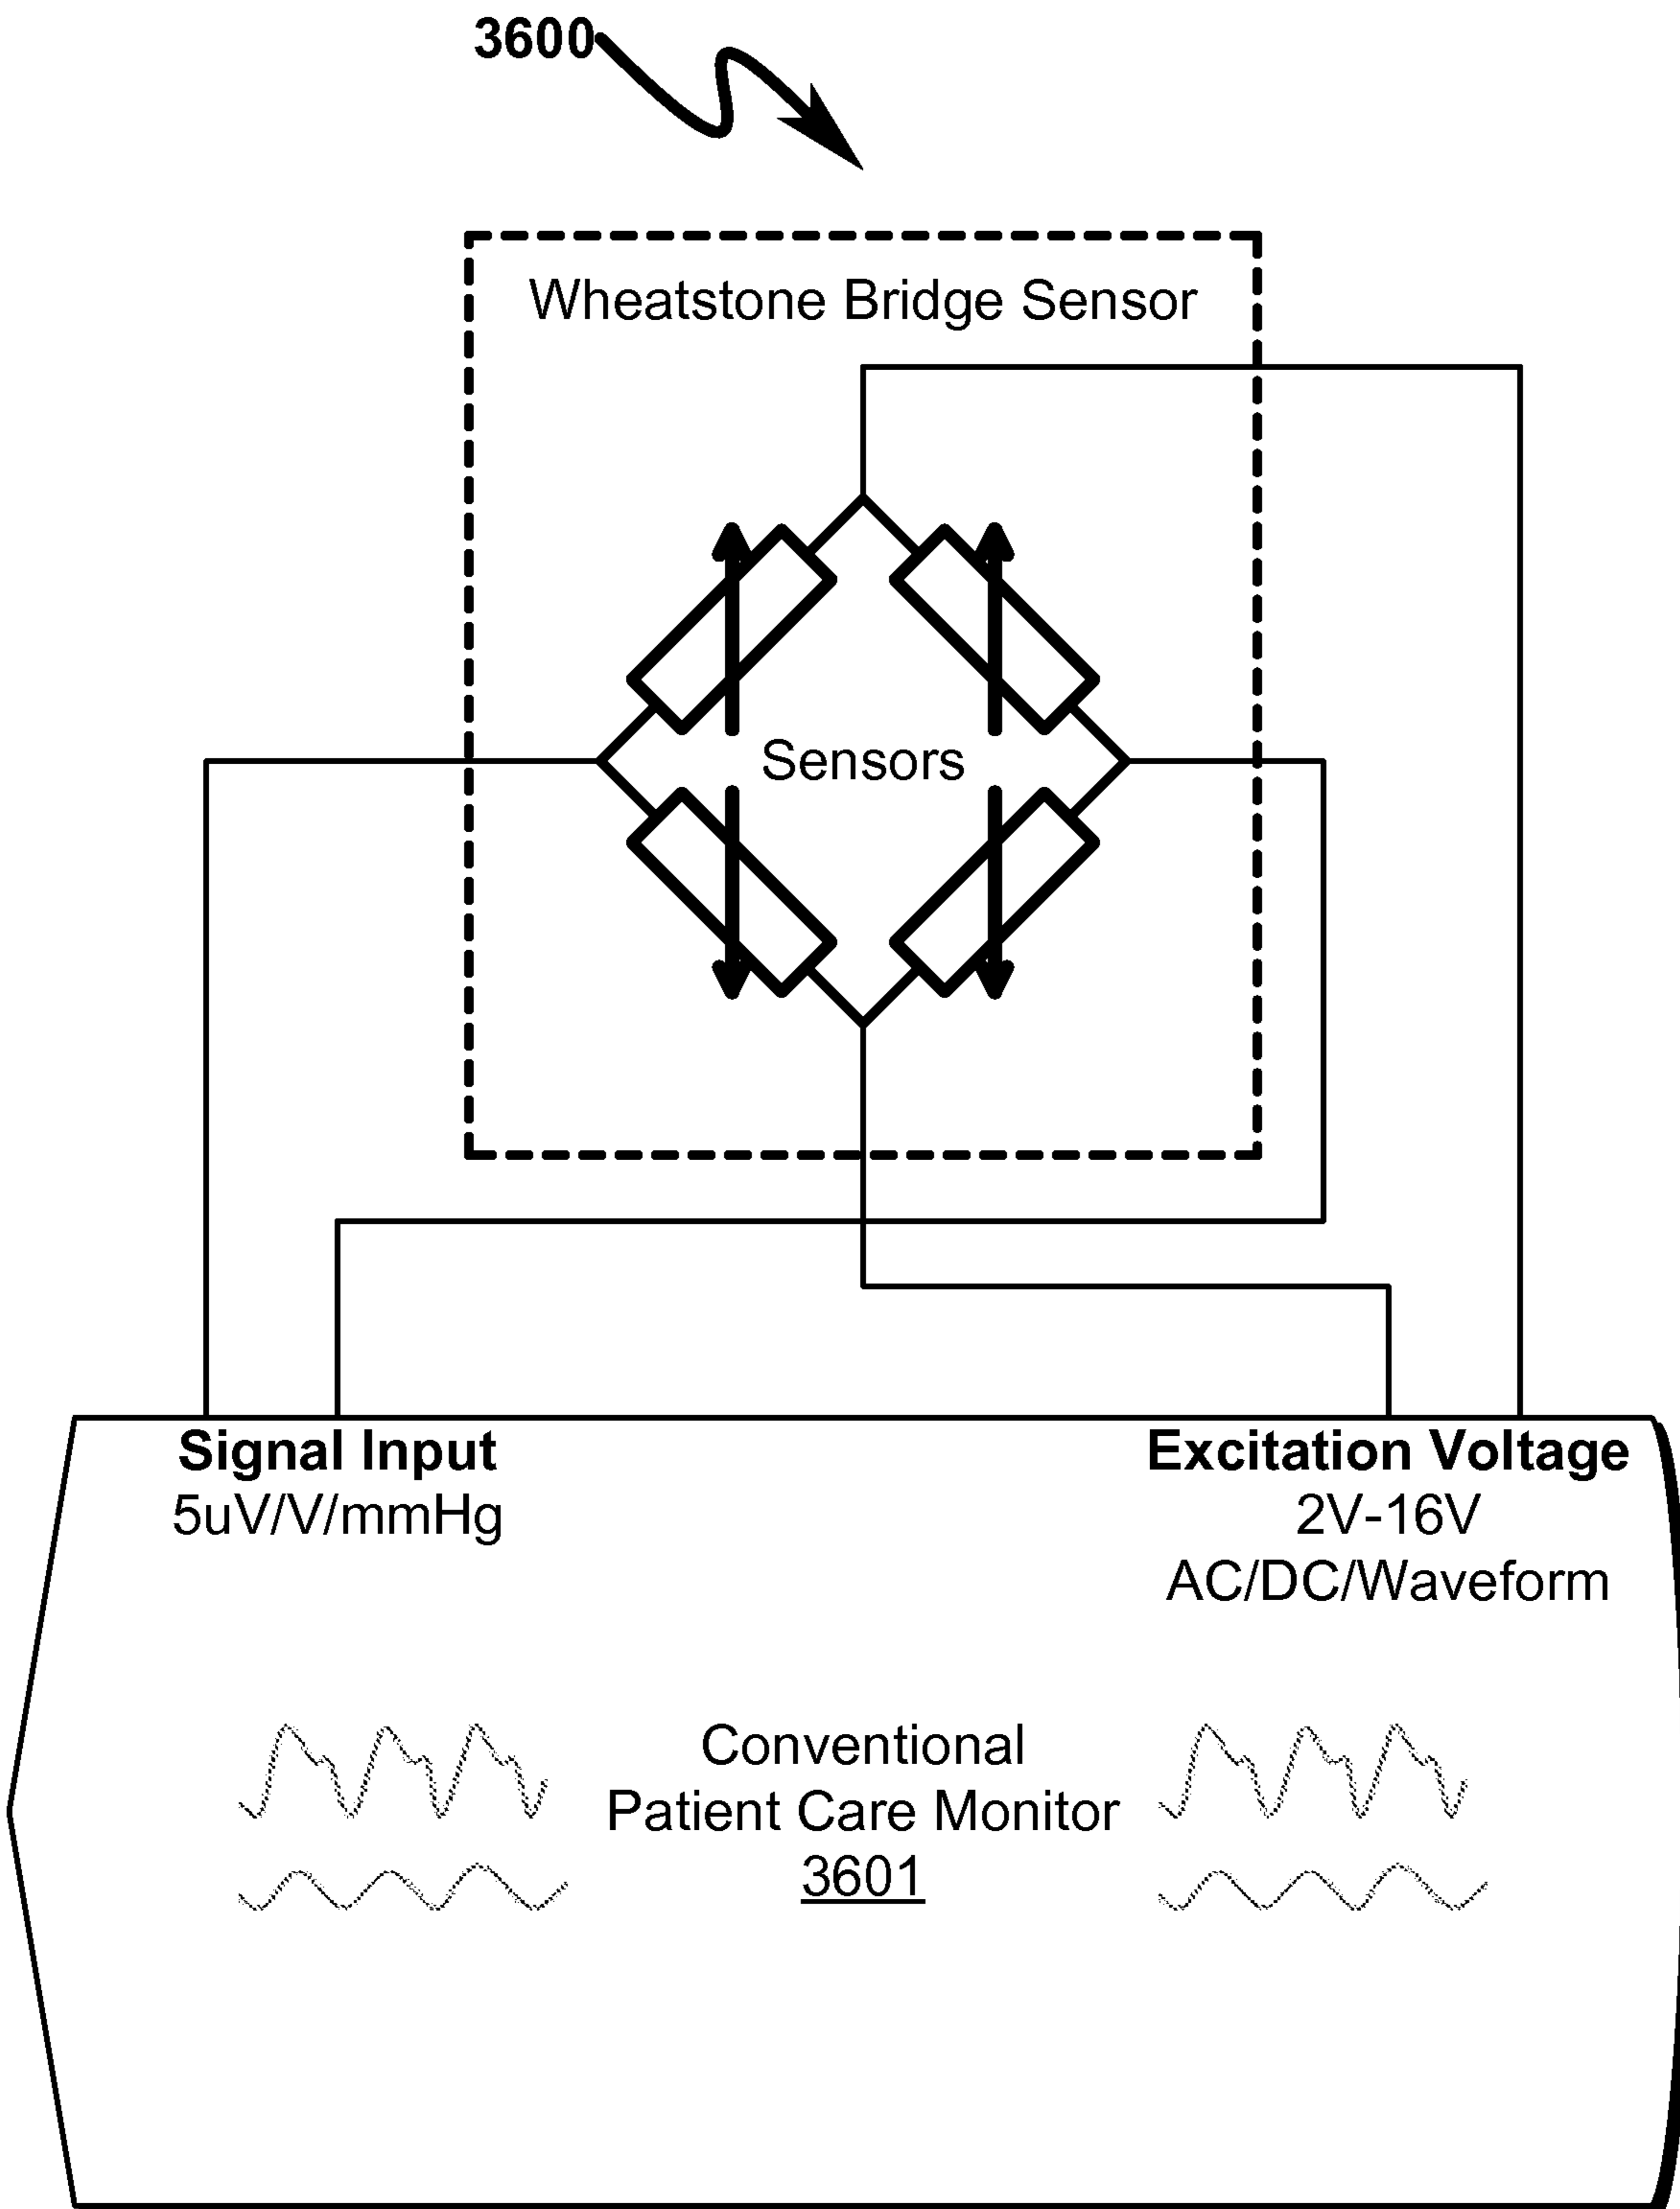 3600
Wheatstone Bridge Sensor
Sensors
Signal Input
5uV/V/mmHg
Excitation Voltage
2V-16V
AC/DC/Waveform
Conventional
Patient Care Monitor
3601